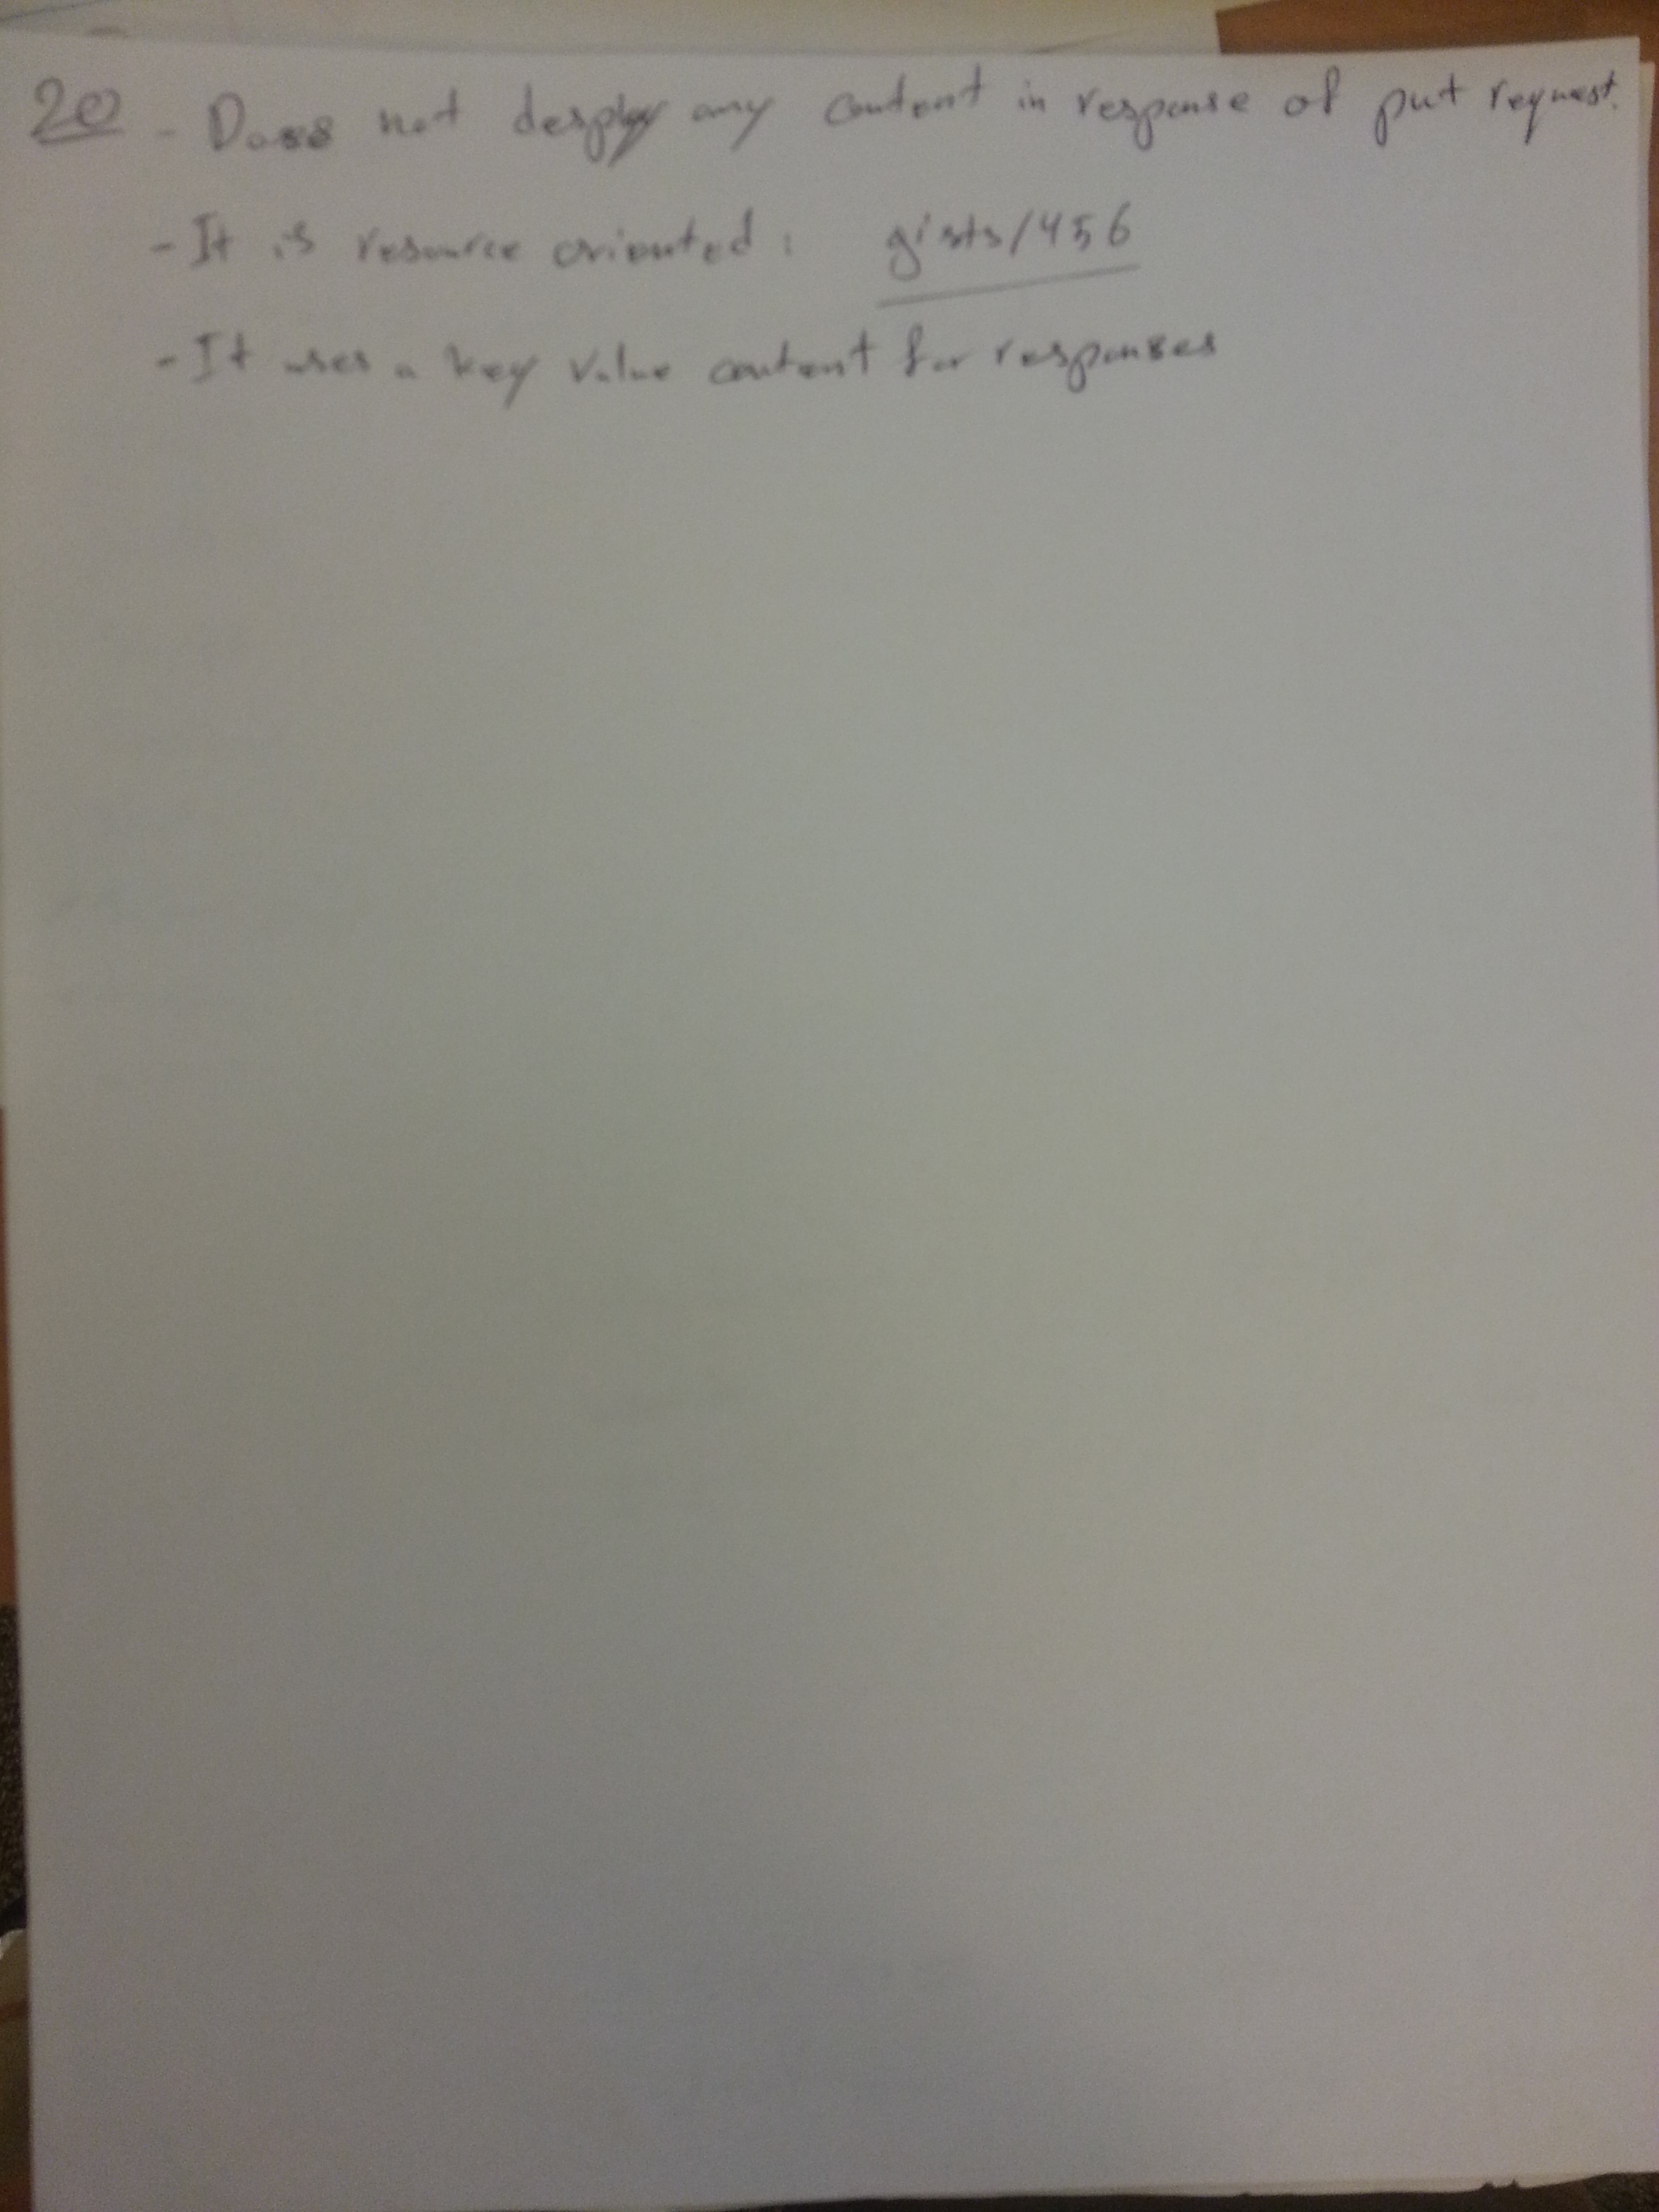 20 - Does not desplay any content in response of put request.
- It is resource oriented: gists/456
- It uses a key value content for responses